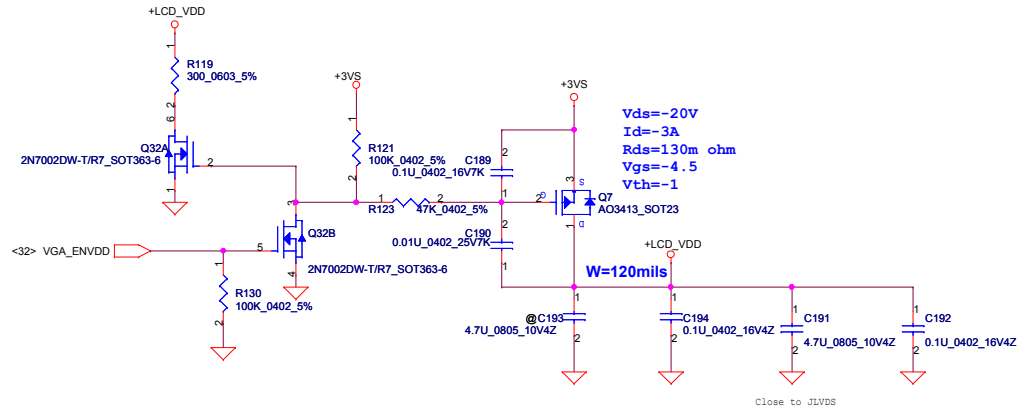 +LCD_VDD
1
R119
300_0603_5%
2
6
Q32A
2N7002DW-T/R7_SOT363-6
2
1
+3VS
1
R121
100K_0402_5%
2
C189
0.1U_0402_16V7K
2
1
+3VS
Vds=-20V
Id=-3A
Rds=130m ohm
Vgs=-4.5
Vth=-1
3
S
G
2
Q7
AO3413_SOT23
D
1
1
R123
2
47K_0402_5%
3
Q32B
<32> VGA_ENVDD
5
2N7002DW-T/R7_SOT363-6
4
1
R130
100K_0402_5%
2
2
C190
0.01U_0402_25V7K
1
+LCD_VDD
W=120mils
1
@C193
4.7U_0805_10V4Z
2
1
C194
0.1U_0402_16V4Z
2
1
C191
4.7U_0805_10V4Z
2
1
C192
0.1U_0402_16V4Z
2
Close to JLVDS